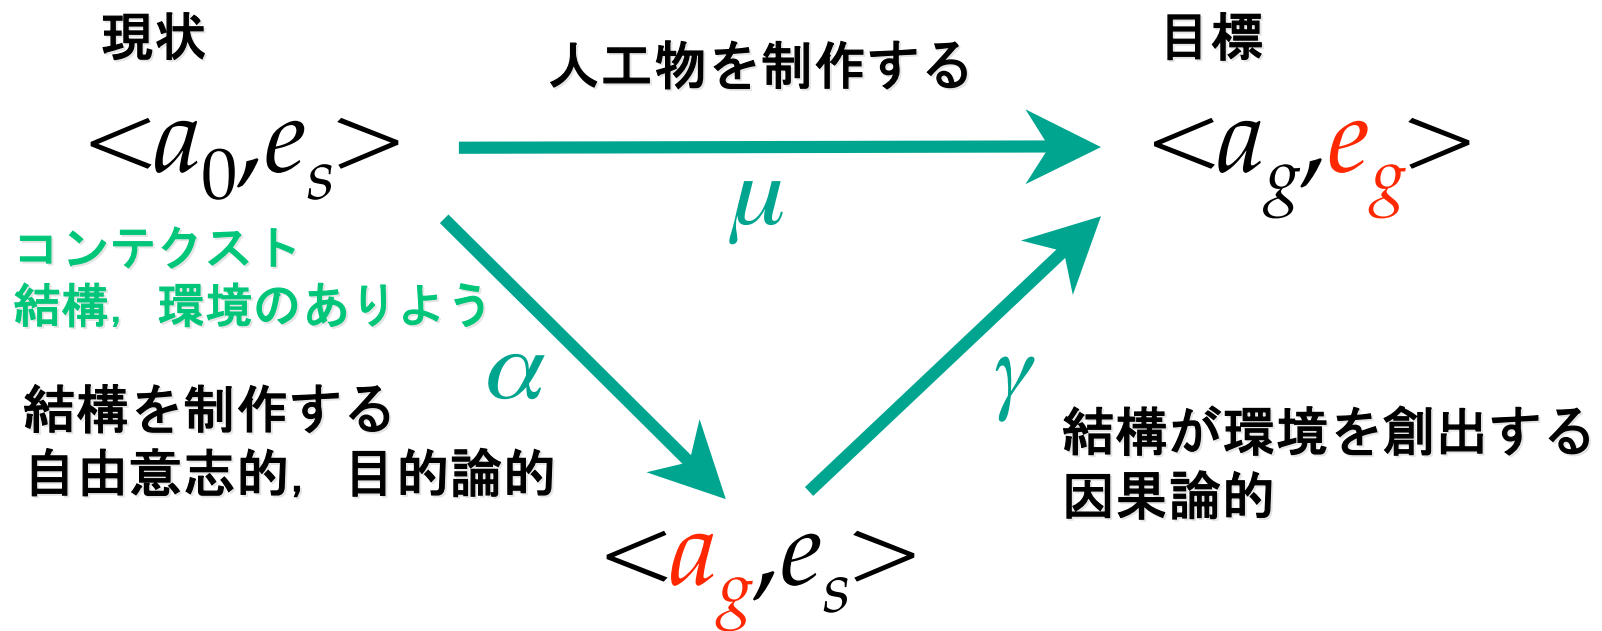 現状
人工物を制作する
目標
<a0,es>
<ag,eg>
μ
コンテクスト
結構，環境のありよう
α
γ
結構を制作する
自由意志的，目的論的
結構が環境を創出する
因果論的
<ag,es>